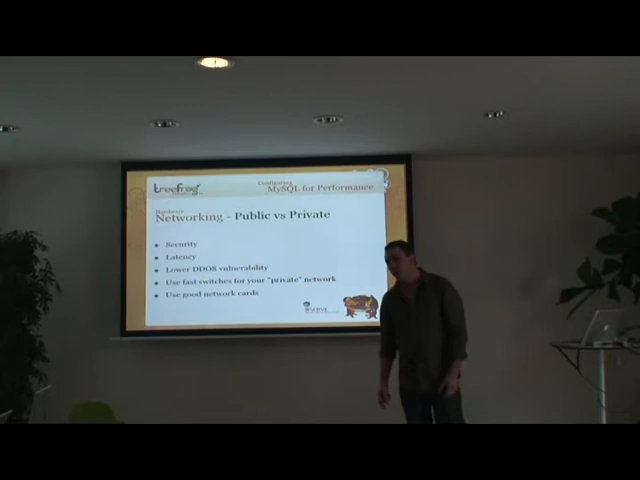 treefrog
Configuring
MySQL for Performance
Hardware
Networking - Public vs Private
Security
Latency
Lower DDOS vulnerability
Use fast switches for your "private" network
Use good network cards